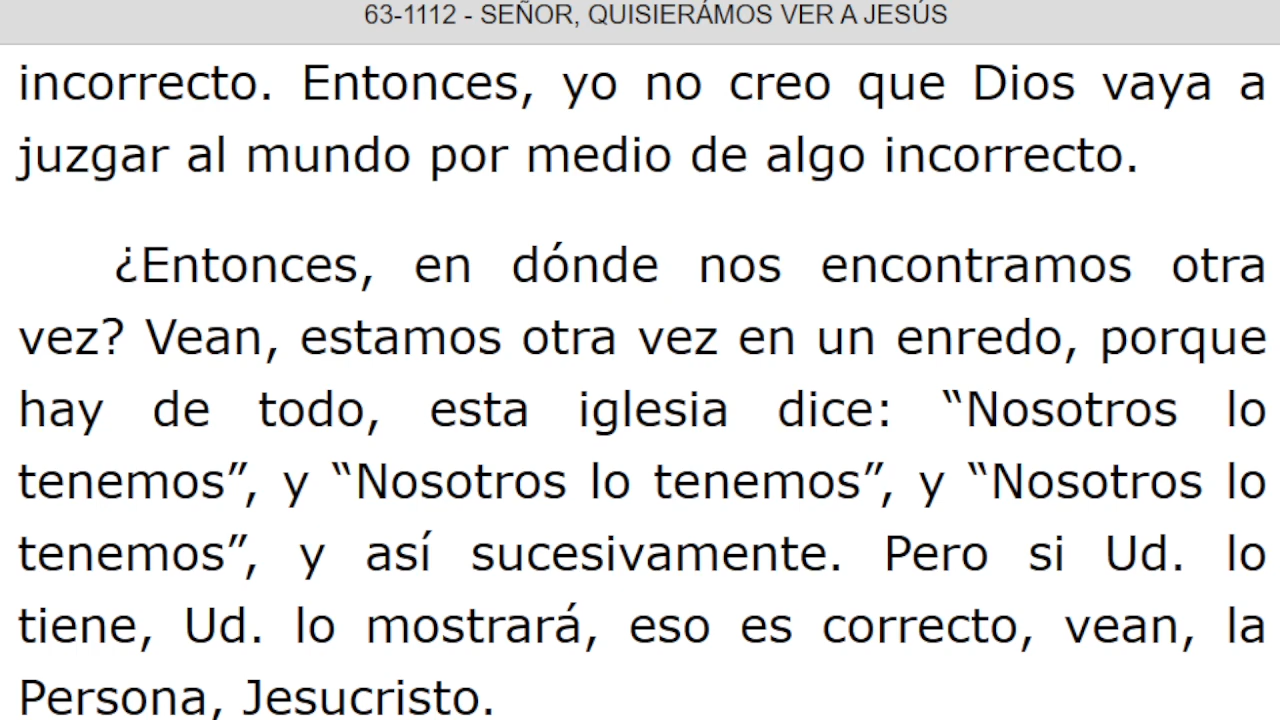 63-1112 - SEÑOR, QUISIERÁMOS VER A JESÚS
incorrecto. Entonces, yo no creo que Dios vaya a
juzgar al mundo por medio de algo incorrecto.
¿Entonces, en dónde nos encontramos otra
vez? Vean, estamos otra vez en un enredo, porque
hay de todo, esta iglesia dice: “Nosotros lo
tenemos”, y “Nosotros lo tenemos”, y “Nosotros lo
tenemos”, y así sucesivamente. Pero si Ud. lo
tiene, Ud. lo mostrará, eso es correcto, vean, la
Persona, Jesucristo.